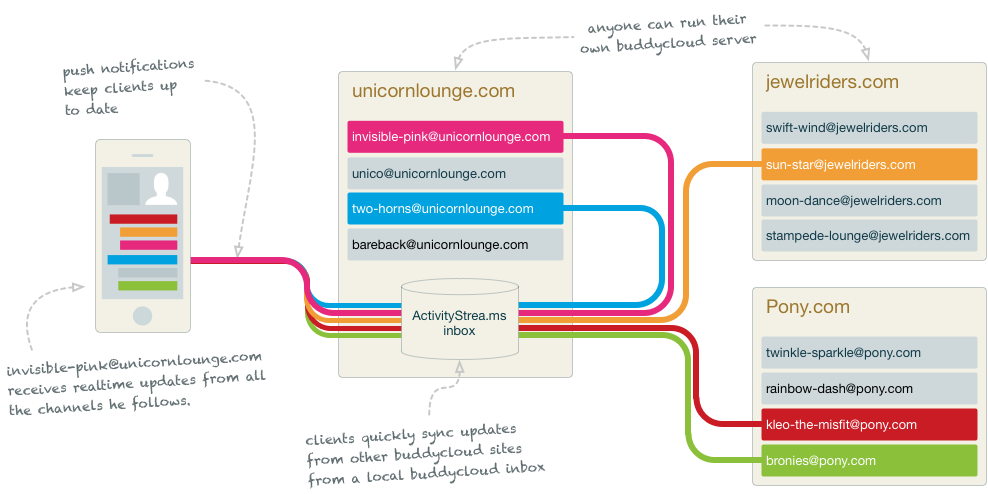 anyone can run their
own buddycloud server
push notifications
keep clients up
to date
unicornlounge.com
invisible-pink@unicornlounge.com
unico@unicornlounge.com
two-horns@unicornlounge.com
bareback@unicornlounge.com
ActivityStrea.ms
inbox
jewelriders.com
swift-wind@jewelriders.com
sun-star@jewelriders.com
moon-dance@jewelriders.com
stampede-lounge@jewelriders.com
Pony.com
twinkle-sparkle@pony.com
rainbow-dash@pony.com
kleo-the-misfit@pony.com
bronies@pony.com
invisible-pink@unicornlounge.com
receives realtime updates from all
the channels he follows.
clients quickly sync updates
from other buddycloud sites
from a local buddycloud inbox